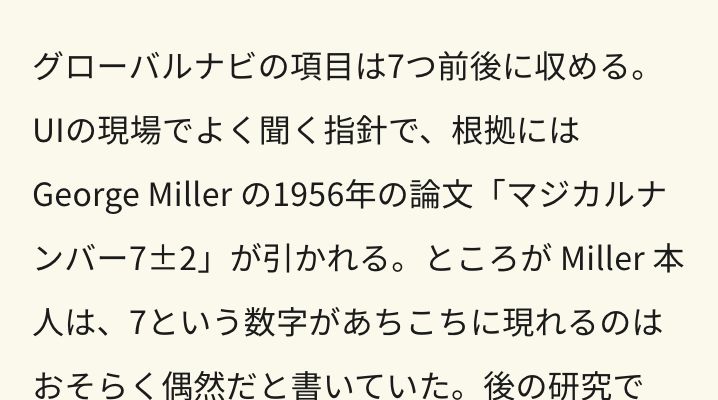 グローバルナビの項目は7つ前後に収める。
UIの現場でよく聞く指針で、根拠には
George Miller の1956年の論文「マジカルナ
ンバー7±2」が引かれる。ところが Miller 本
人は、7という数字があちこちに現れるのは
おそらく偶然だと書いていた。後の研究で